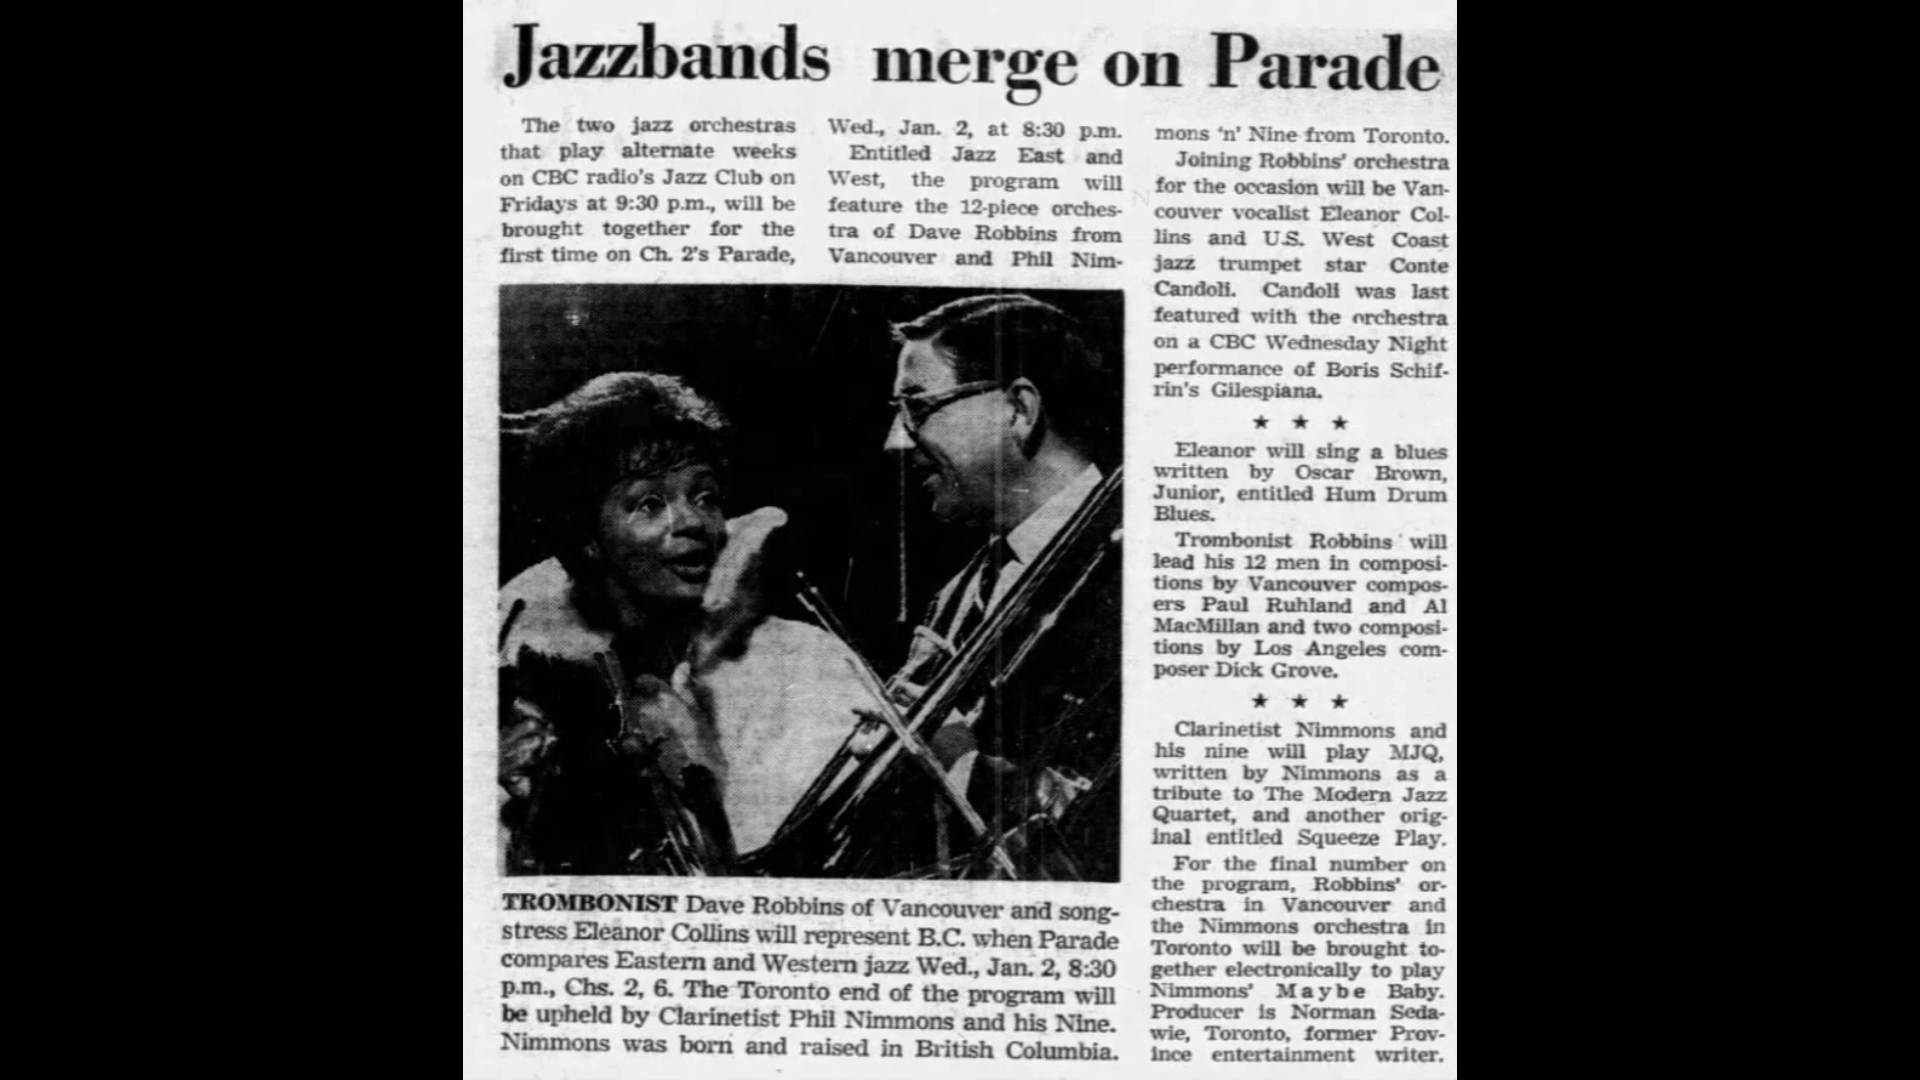 Jazzbands merge on Parade
The two jazz orchestras
that play alternate weeks
on CBC radio's Jazz Club on
Fridays at 9:30 p.m., will be
brought together for the
first time on Ch. 2's Parade,
Wed., Jan. 2, at 8:30 p.m.
Entitled Jazz East and
West, the program will
feature the 12-piece orches-
tra of Dave Robbins from
Vancouver and Phil Nim-
mons 'n' Nine from Toronto.
Joining Robbins' orchestra
for the occasion will be Van-
couver vocalist Eleanor Col-
lins and U.S. West Coast
jazz trumpet star Conte
Candoli. Candoli was last
featured with the orchestra
on a CBC Wednesday Night
performance of Boris Schif-
rin's Gilespiana.
★ ★ ★
Eleanor will sing a blues
written by Oscar Brown,
Junior, entitled Hum Drum
Blues.
Trombonist Robbins will
lead his 12 men in composi-
tions by Vancouver compos-
ers Paul Ruhland and Al
MacMillan and two composi-
tions by Los Angeles com-
poser Dick Grove.
★ ★ ★
Clarinetist Nimmons and
his nine will play MJQ,
written by Nimmons as a
tribute to The Modern Jazz
Quartet, and another orig-
inal entitled Squeeze Play.
For the final number on
the program, Robbins' or-
chestra in Vancouver and
the Nimmons orchestra in
Toronto will be brought to-
gether electronically to play
Nimmons' Maybe Baby.
Producer is Norman Seda-
wie, Toronto, former Prov-
ince entertainment writer.
TROMBONIST Dave Robbins of Vancouver and song-
stress Eleanor Collins will represent B.C. when Parade
compares Eastern and Western jazz Wed., Jan. 2, 8:30
p.m., Chs. 2, 6. The Toronto end of the program will
be upheld by Clarinetist Phil Nimmons and his Nine.
Nimmons was born and raised in British Columbia.